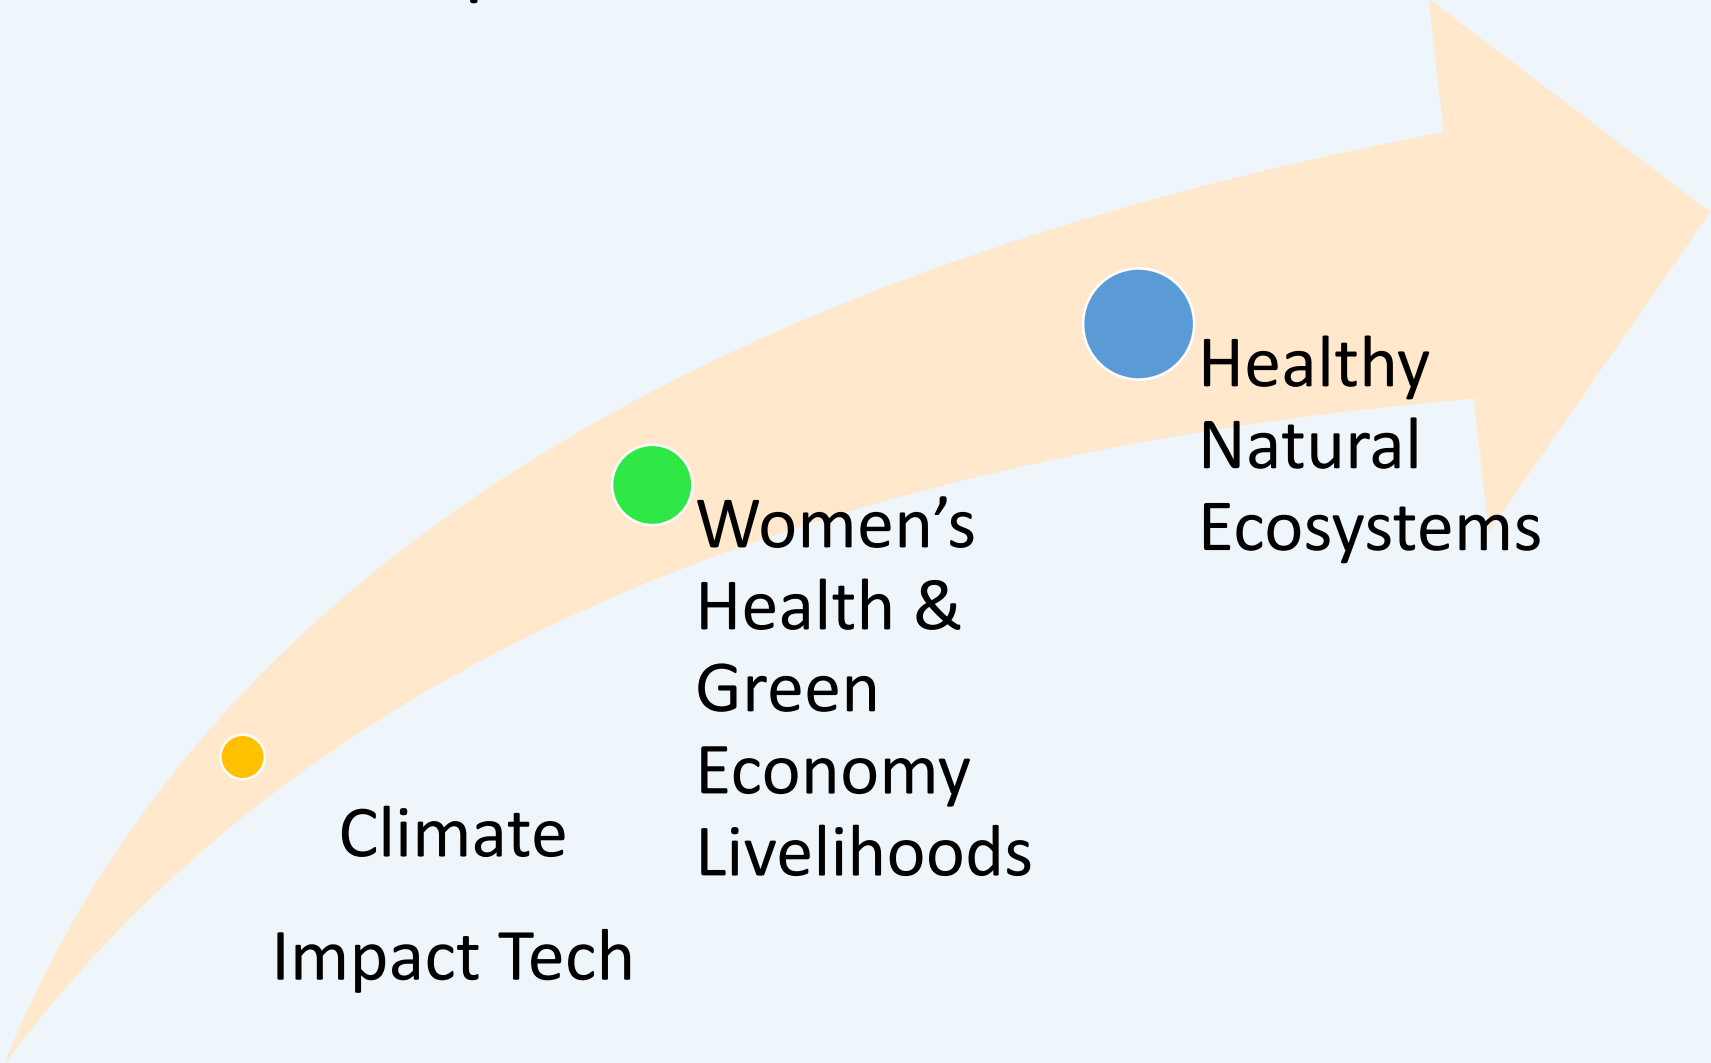 Climate
Impact Tech
Women’s
Health &
Green
Economy
Livelihoods
Healthy
Natural
Ecosystems